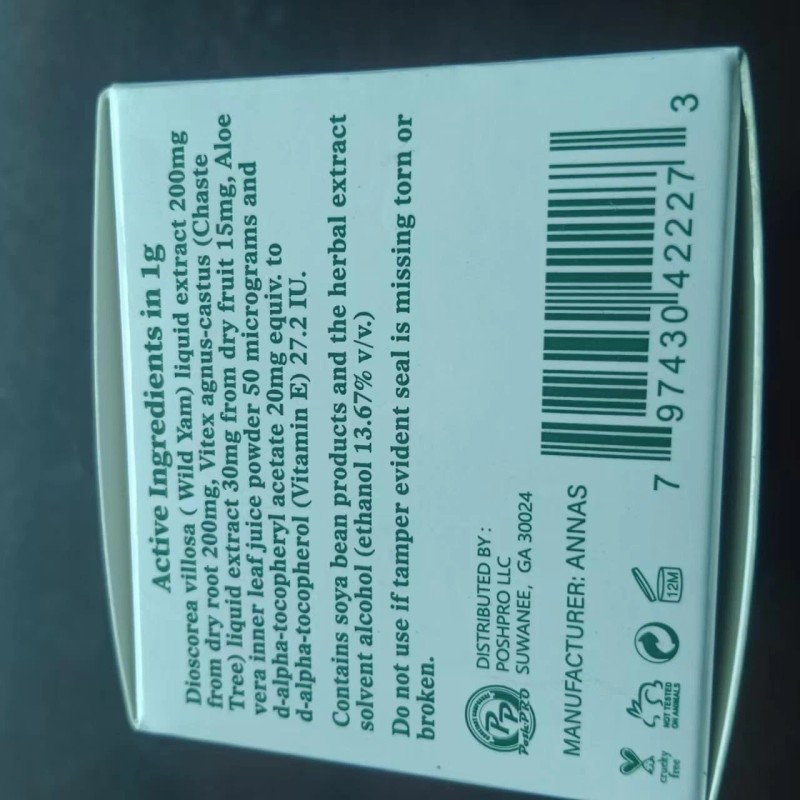 Active Ingredients in 1g
Dioscorea villosa ( Wild Yam) liquid extract 200mg
from dry root 200mg, Vitex agnus-castus (Chaste
Tree) liquid extract 30mg from dry fruit 15mg, Aloe
vera inner leaf juice powder 50 micrograms and
d-alpha-tocopheryl acetate 20mg equiv. to
d-alpha-tocopherol (Vitamin E) 27.2 IU.
Contains soya bean products and the herbal extract
solvent alcohol (ethanol 13.67% v/v.)
Do not use if tamper evident seal is missing torn or
broken.
PP
PoshPRO
DISTRIBUTED BY :
POSHPRO LLC
SUWANEE, GA 30024
MANUFACTURER: ANNAS
cruelty
free
NOT TESTED
ON ANIMALS
12M
7 97430 42227 3